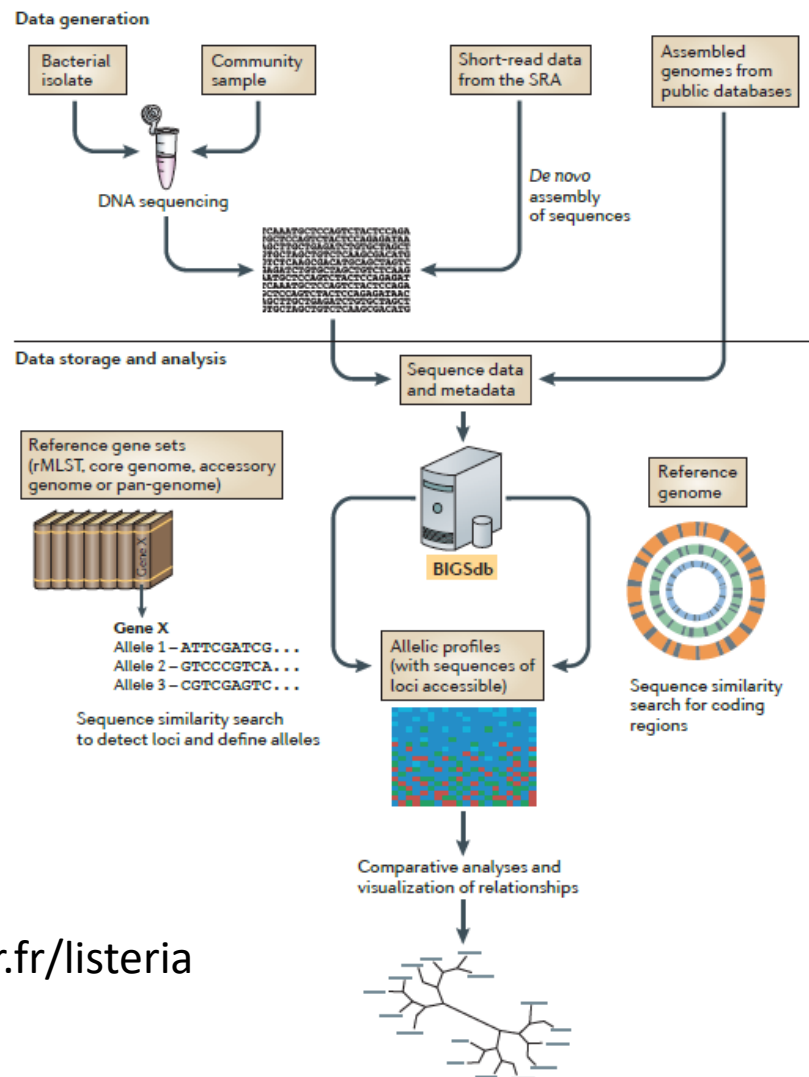 Data generation
Bacterial
isolate
Community
sample
Short-read data
from the SRA
Assembled
genomes from
public databases
DNA sequencing
De novo
assembly
of sequences
TCAAATGCTCCAGTCTACTCCAGA
Data storage and analysis
Sequence data
and metadata
Reference gene sets
(rMLST, core genome, accessory
genome or pan-genome)
Gene X
BIGSdb
Reference
genome
Gene X
Allele 1 – ATTCGATCG...
Allele 2 – GTCCCGTCA...
Allele 3 – CGTCGAGTC...
Allelic profiles
(with sequences of
loci accessible)
Sequence similarity search
to detect loci and define alleles
Sequence similarity
search for coding
regions
Comparative analyses and
visualization of relationships
r.fr/listeria